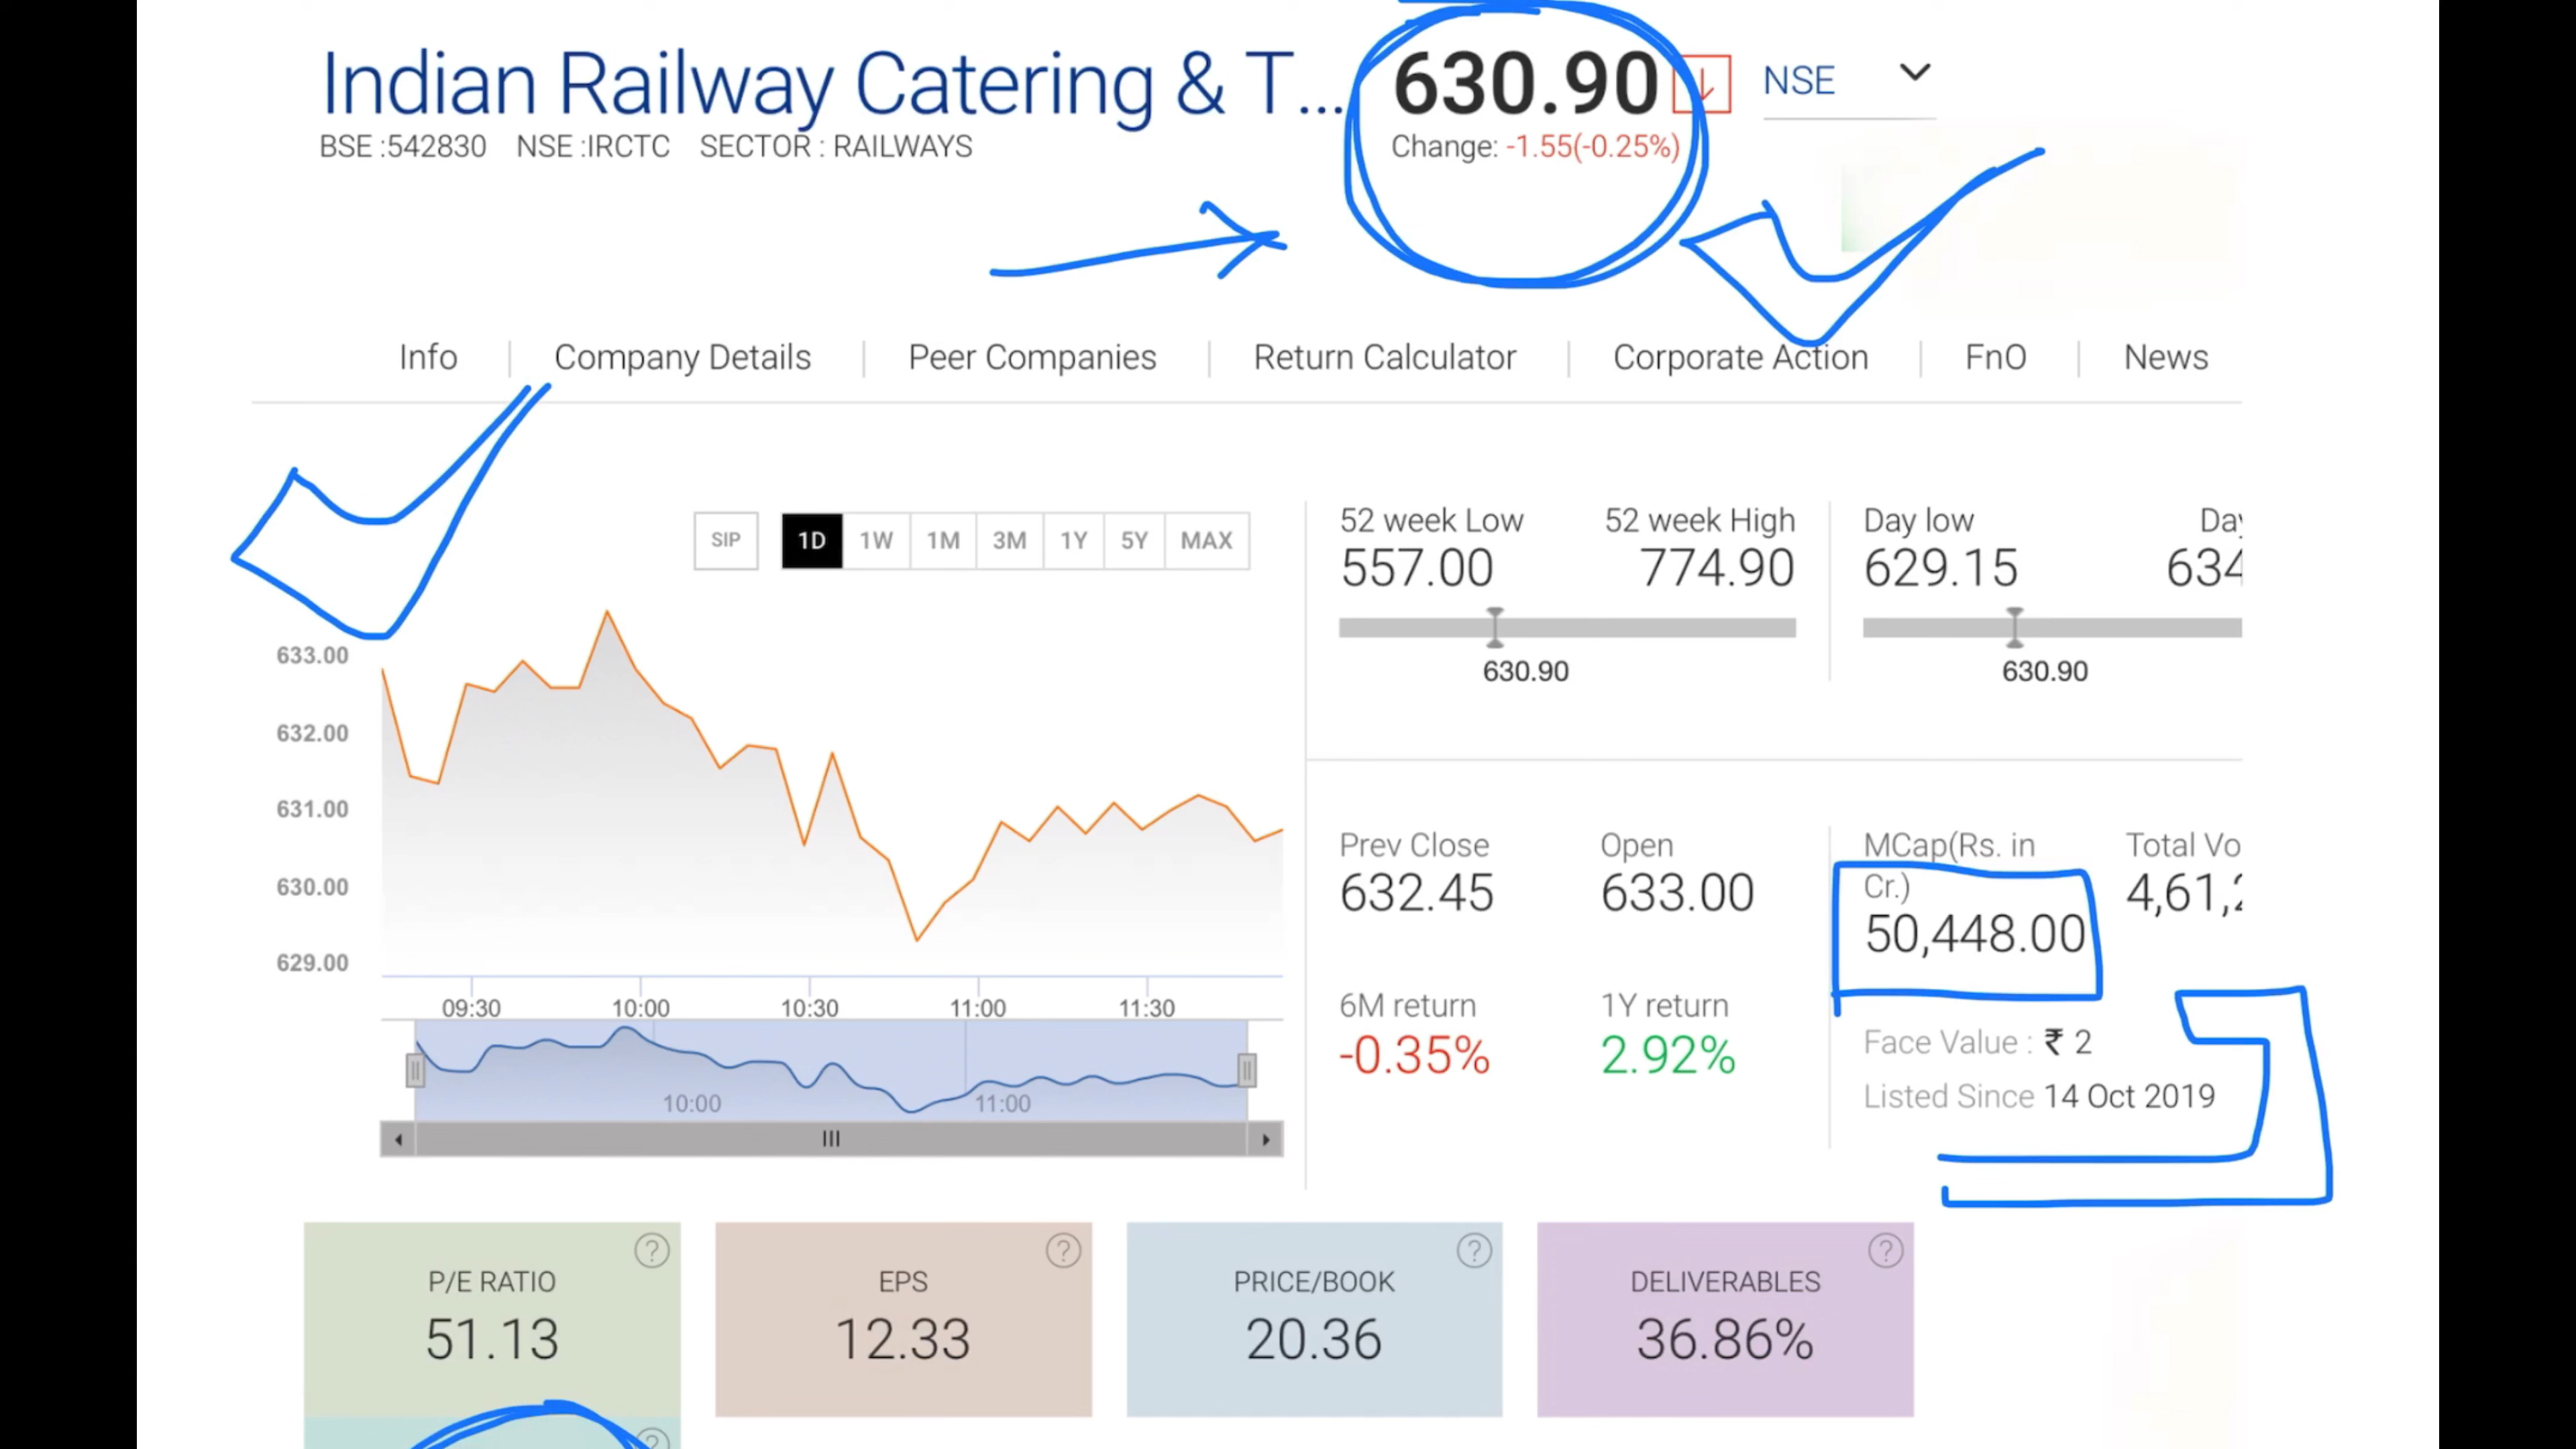 Indian Railway Catering & T...
630.90
NSE
BSE :542830 NSE :IRCTC SECTOR : RAILWAYS
Change: -1.55(-0.25%)
Info
Company Details
Peer Companies
Return Calculator
Corporate Action
FnO
News
SIP 1D 1W 1M 3M 1Y 5Y MAX
633.00
632.00
631.00
630.00
629.00
09:30 10:00 10:30 11:00 11:30
10:00 11:00
52 week Low 52 week High
557.00 774.90
630.90
Day low
629.15 634
630.90
Prev Close Open
632.45 633.00
6M return 1Y return
-0.35% 2.92%
MCap(Rs. in
Cr.)
50,448.00
Total Vo
4,61,2
Face Value : ₹ 2
Listed Since 14 Oct 2019
P/E RATIO
51.13
EPS
12.33
PRICE/BOOK
20.36
DELIVERABLES
36.86%